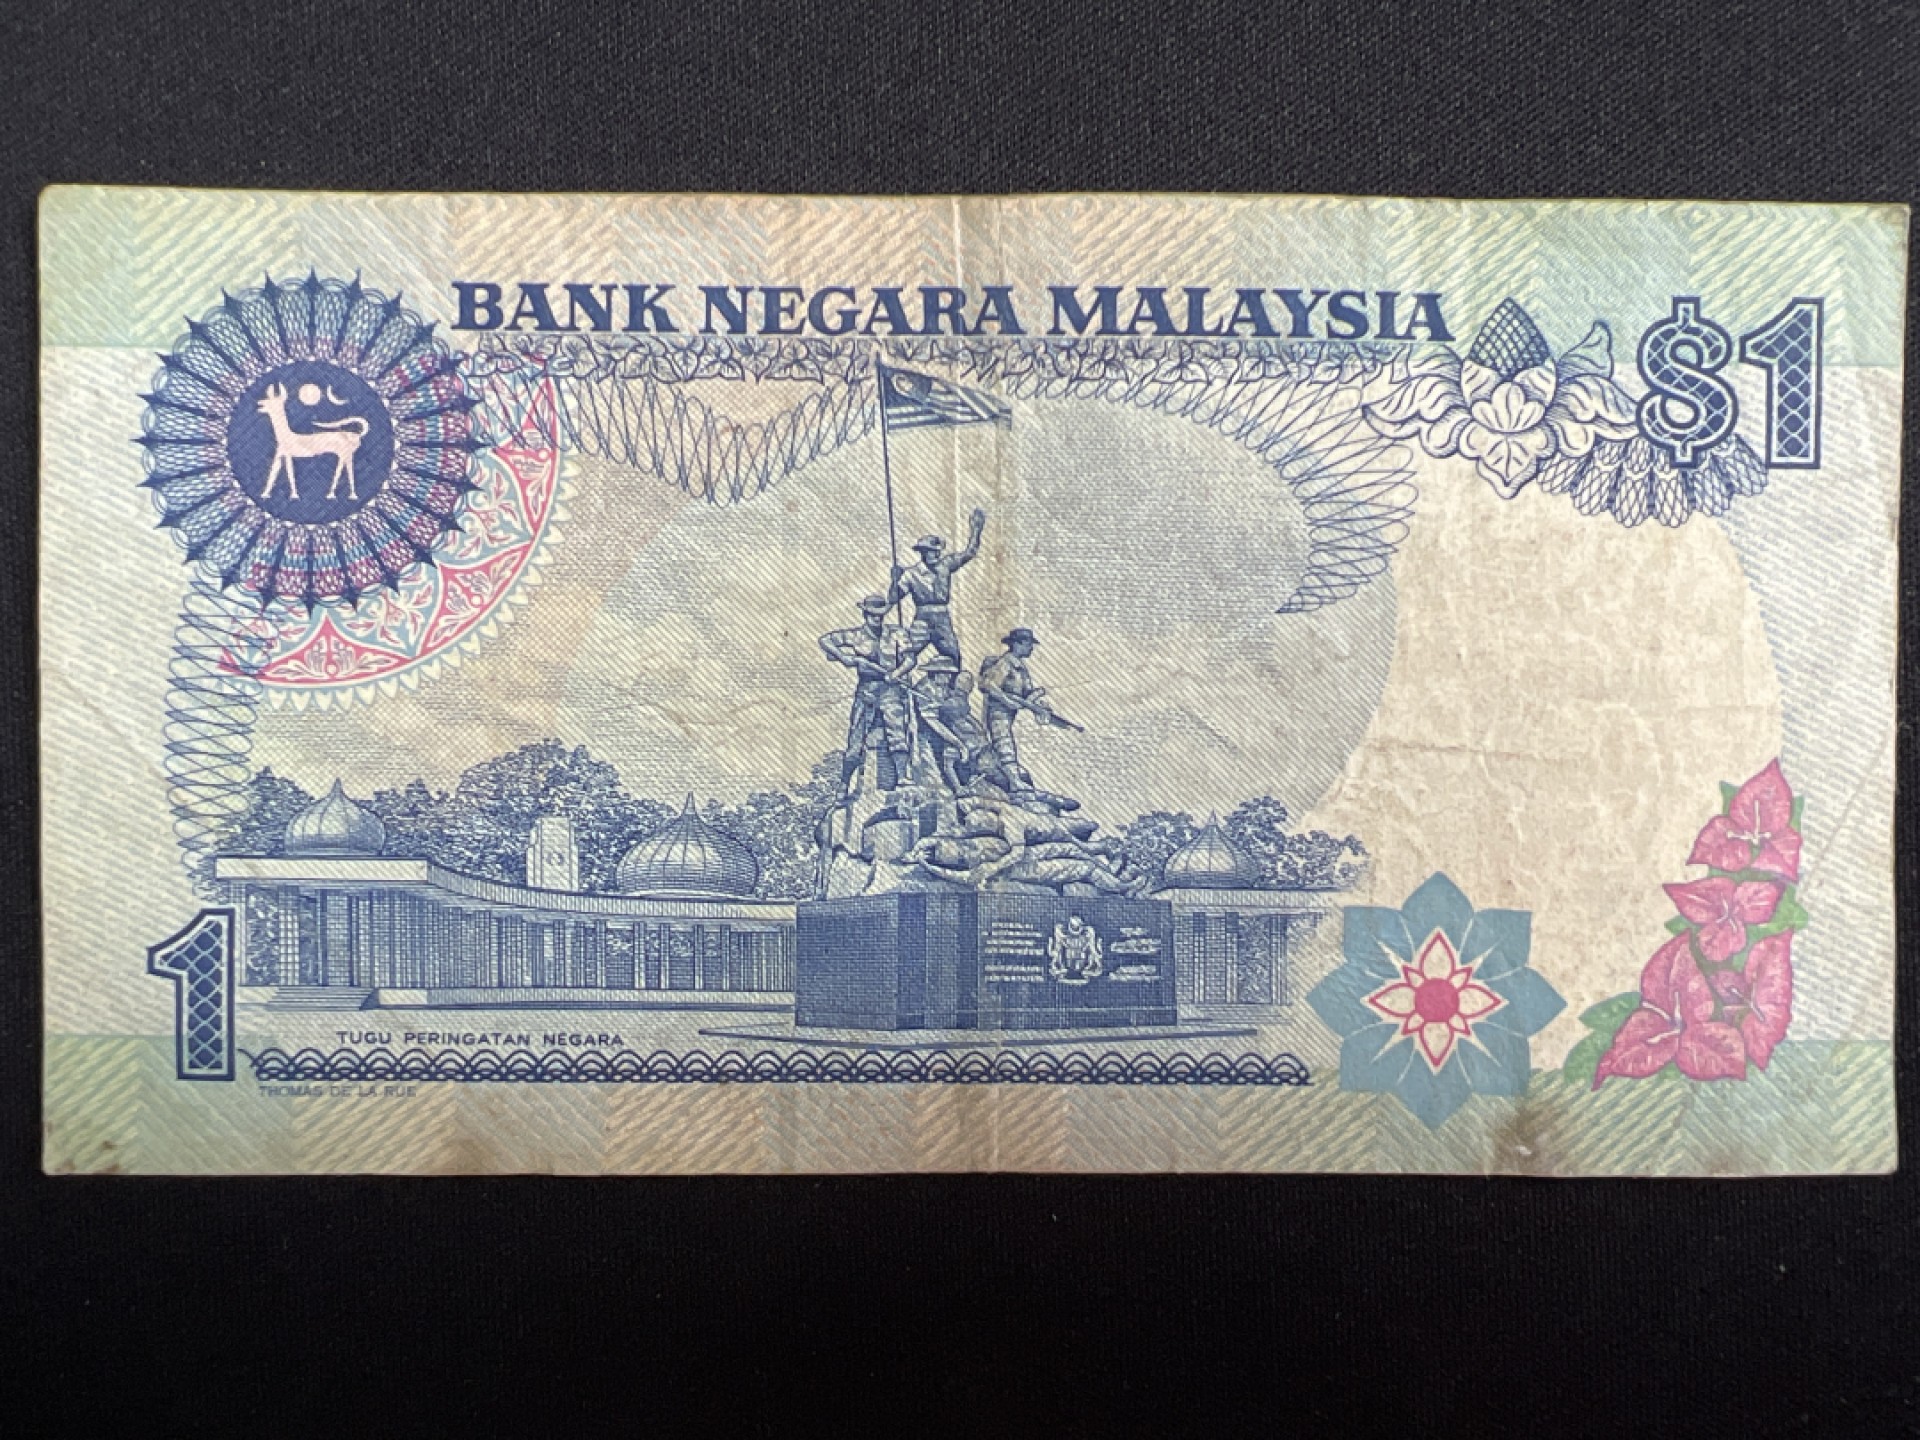 BANK NEGARA MALAYSIA
$1
1
TUGU PERINGATAN NEGARA
THOMAS DE LA RUE